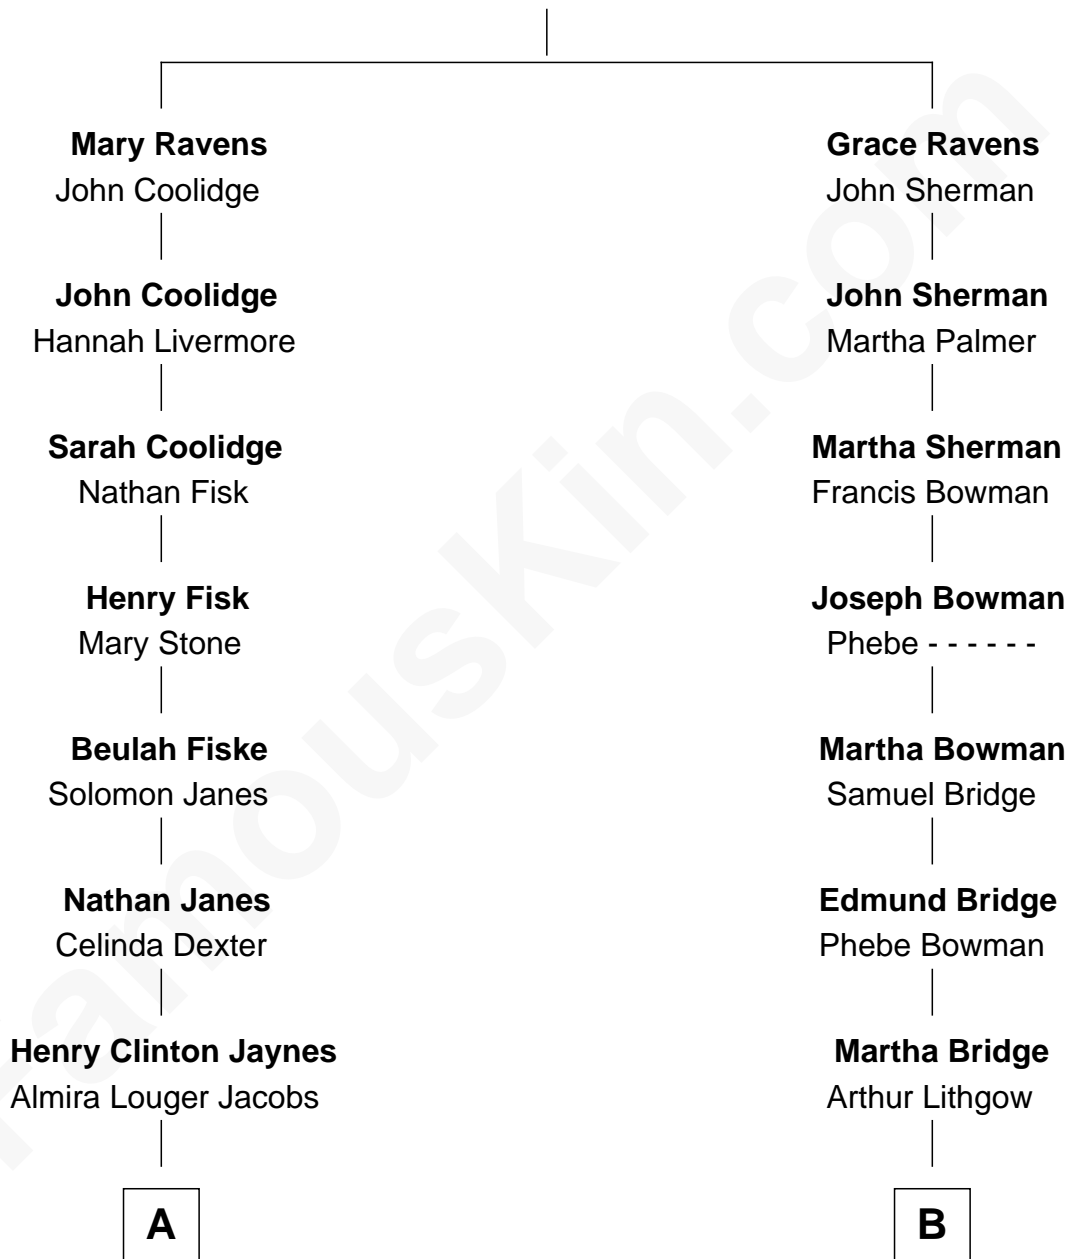 Mary Ravens
John Coolidge
Grace Ravens
John Sherman
John Coolidge
Hannah Livermore
John Sherman
Martha Palmer
Sarah Coolidge
Nathan Fisk
Martha Sherman
Francis Bowman
Henry Fisk
Mary Stone
Joseph Bowman
Phebe - - - - - -
Beulah Fiske
Solomon Janes
Martha Bowman
Samuel Bridge
Nathan Janes
Celinda Dexter
Edmund Bridge
Phebe Bowman
Henry Clinton Jaynes
Almira Louger Jacobs
Martha Bridge
Arthur Lithgow
A
B
FamousKin.com